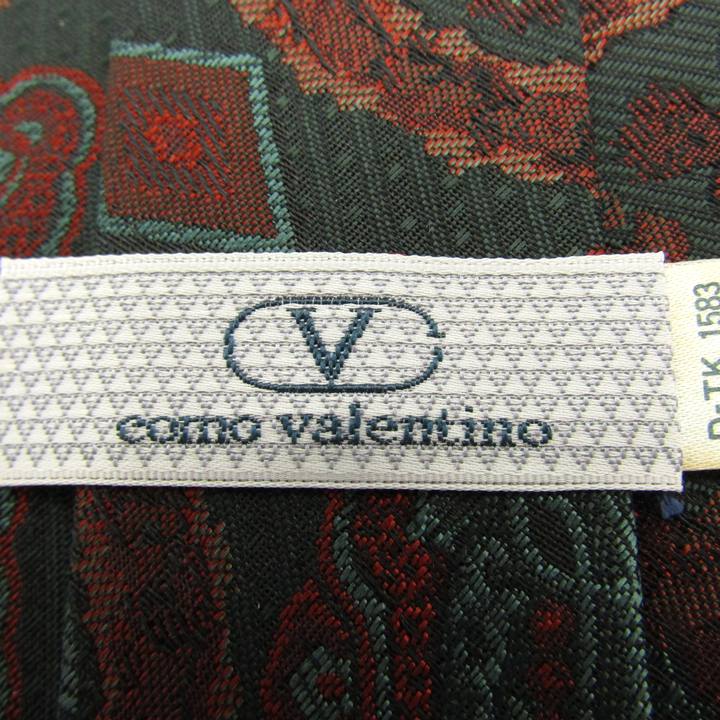 V
como valentino
D-TK 1583